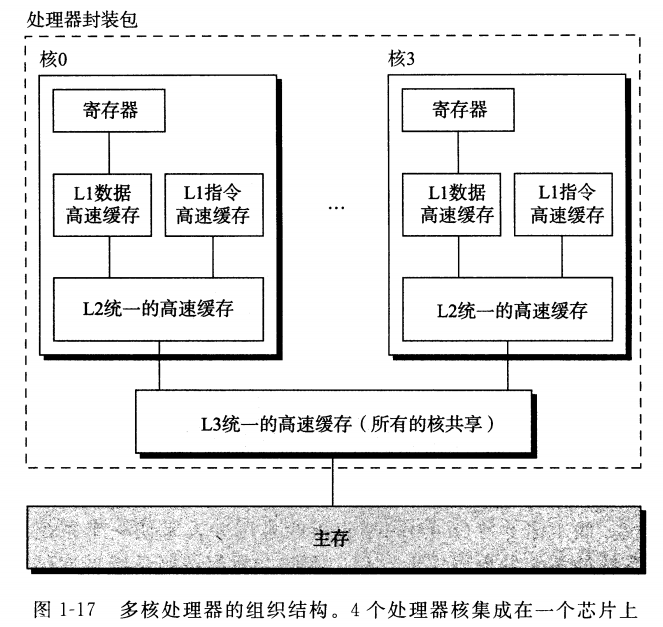 处理器封装包
核0
核3
寄存器
寄存器
L1数据
高速缓存
L1指令
高速缓存
...
L1数据
高速缓存
L1指令
高速缓存
L2统一的高速缓存
L2统一的高速缓存
L3统一的高速缓存（所有的核共享）
主存
图 1-17 多核处理器的组织结构。4 个处理器核集成在一个芯片上